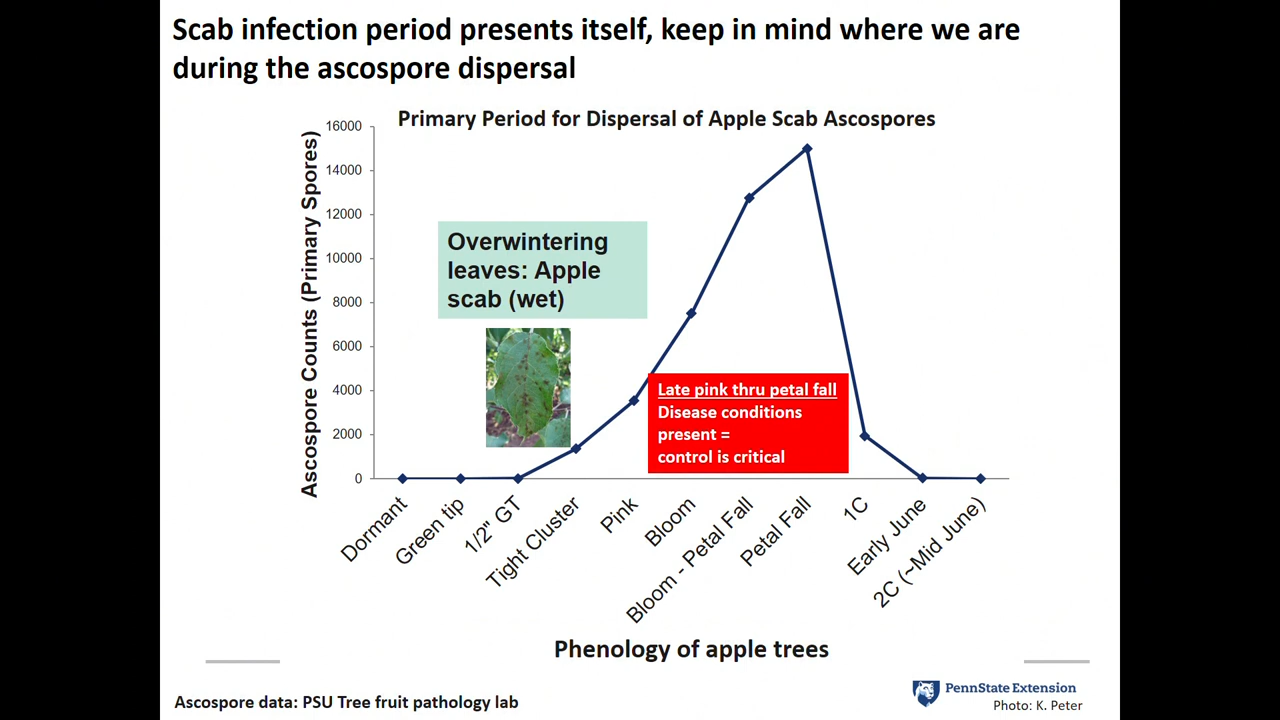 Scab infection period presents itself, keep in mind where we are
during the ascospore dispersal
Primary Period for Dispersal of Apple Scab Ascospores
Ascospore Counts (Primary Spores)
16000
14000
12000
10000
8000
6000
4000
2000
0
Overwintering
leaves: Apple
scab (wet)
Late pink thru petal fall
Disease conditions
present =
control is critical
Dormant
Green tip
1/2" GT
Tight Cluster
Pink
Bloom
Bloom - Petal Fall
Petal Fall
1C
Early June
2C (~Mid June)
Phenology of apple trees
Ascospore data: PSU Tree fruit pathology lab
PennState Extension
Photo: K. Peter